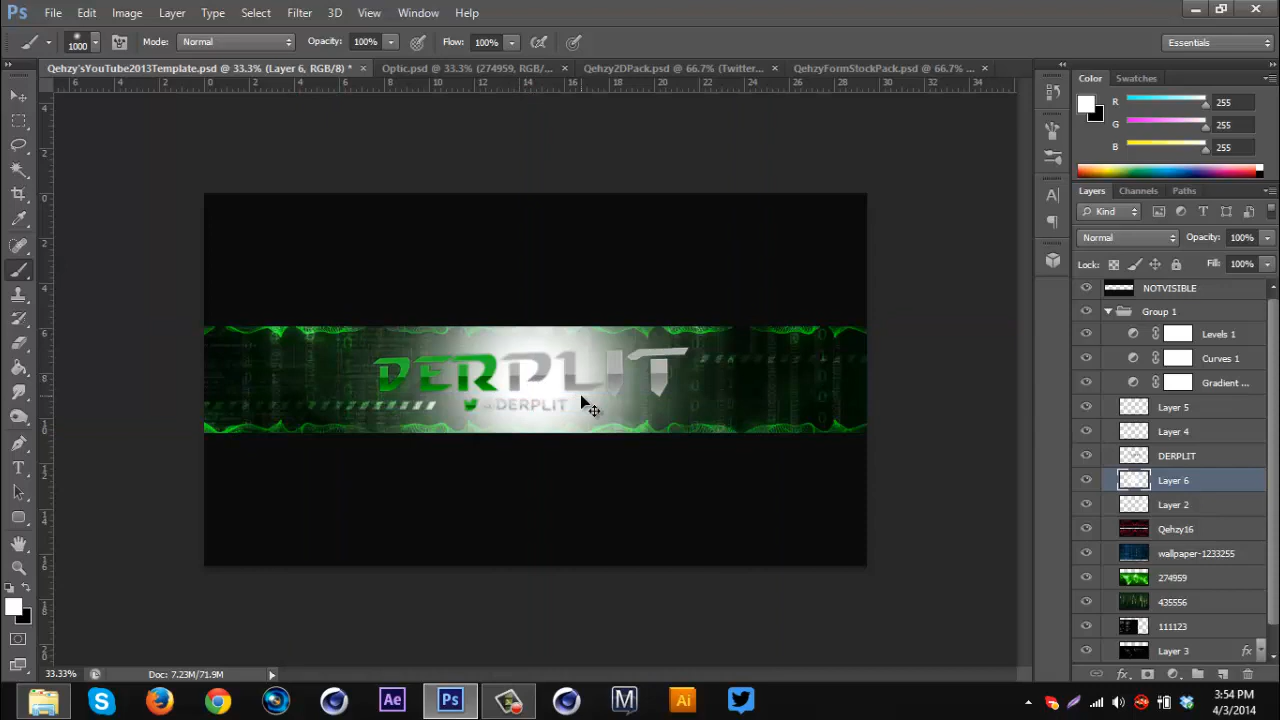 Ps File Edit Image Layer Type Select Filter 3D View Window Help
1000 Mode: Normal Opacity: 100% Flow: 100% Essentials
Qehzy'sYouTube2013Template.psd @ 33.3% (Layer 6, RGB/8) * × Optic.psd @ 33.3% (274959, RGB/... × Qehzy2DPack.psd @ 66.7% (Twitter... × QehzyFormStockPack.psd @ 66.7% ... ×
Color Swatches
R 255
G 255
B 255
Layers Channels Paths
Kind
Normal Opacity: 100%
Lock: Fill: 100%
NOTVISIBLE
Group 1
Levels 1
Curves 1
Gradient ...
Layer 5
Layer 4
DERPLIT
Layer 6
Layer 2
Qehzy16
wallpaper-1233255
274959
435556
111123
Layer 3 fx
DERPLIT
DERPLIT
33.33% Doc: 7.23M/71.9M
fx
Ae Ps M Ai
3:54 PM
4/3/2014